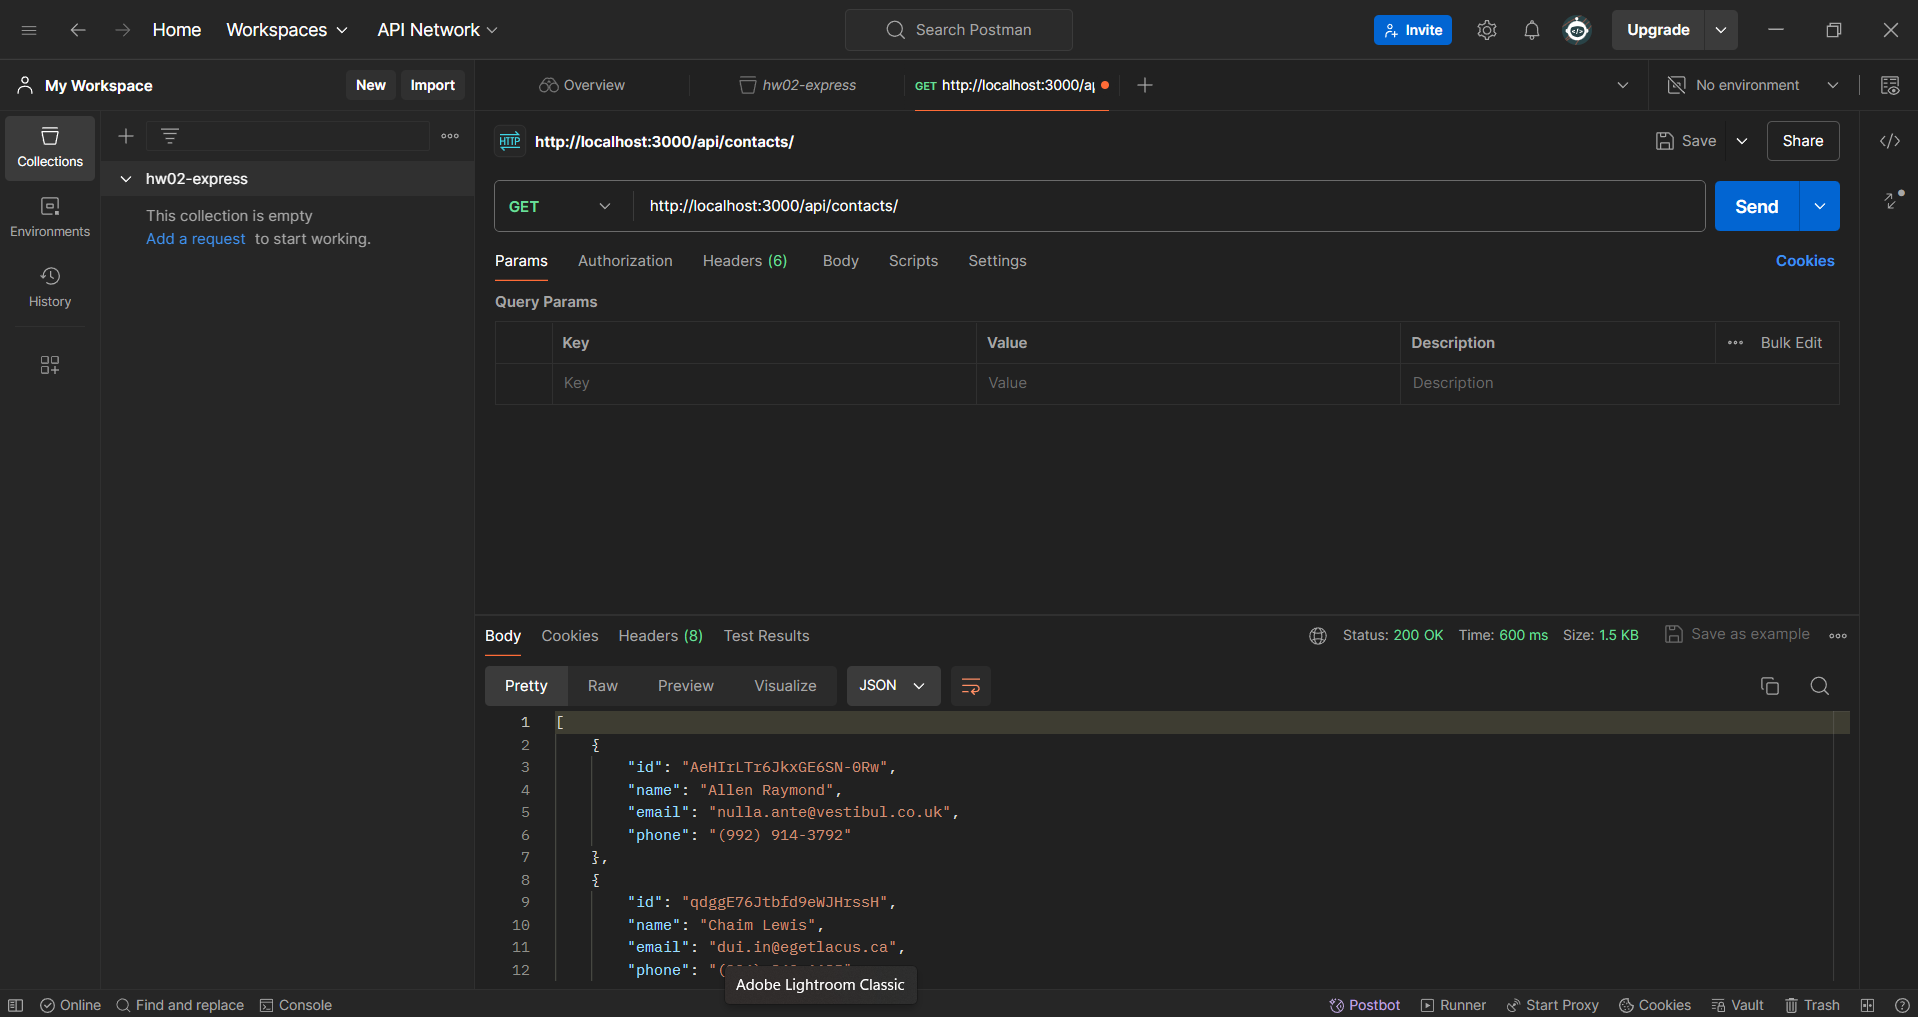 Home Workspaces API Network Search Postman Invite Upgrade
My Workspace New Import Overview hw02-express GET http://localhost:3000/a No environment
Collections
Environments
History
hw02-express
This collection is empty
Add a request to start working.
HTTP http://localhost:3000/api/contacts/ Save Share
GET http://localhost:3000/api/contacts/ Send
Params Authorization Headers (6) Body Scripts Settings Cookies
Query Params
Key Value Description Bulk Edit
Key Value Description
Body Cookies Headers (8) Test Results Status: 200 OK Time: 600 ms Size: 1.5 KB Save as example
Pretty Raw Preview Visualize JSON
1 [
2 {
3 "id": "AeHIrLTr6JkxGE6SN-0Rw",
4 "name": "Allen Raymond",
5 "email": "nulla.ante@vestibul.co.uk",
6 "phone": "(992) 914-3792"
7 },
8 {
9 "id": "qdggE76Jtbfd9eWJHrssH",
10 "name": "Chaim Lewis",
11 "email": "dui.in@egetlacus.ca",
12 "phone": "(
Adobe Lightroom Classic
Online Find and replace Console Postbot Runner Start Proxy Cookies Vault Trash